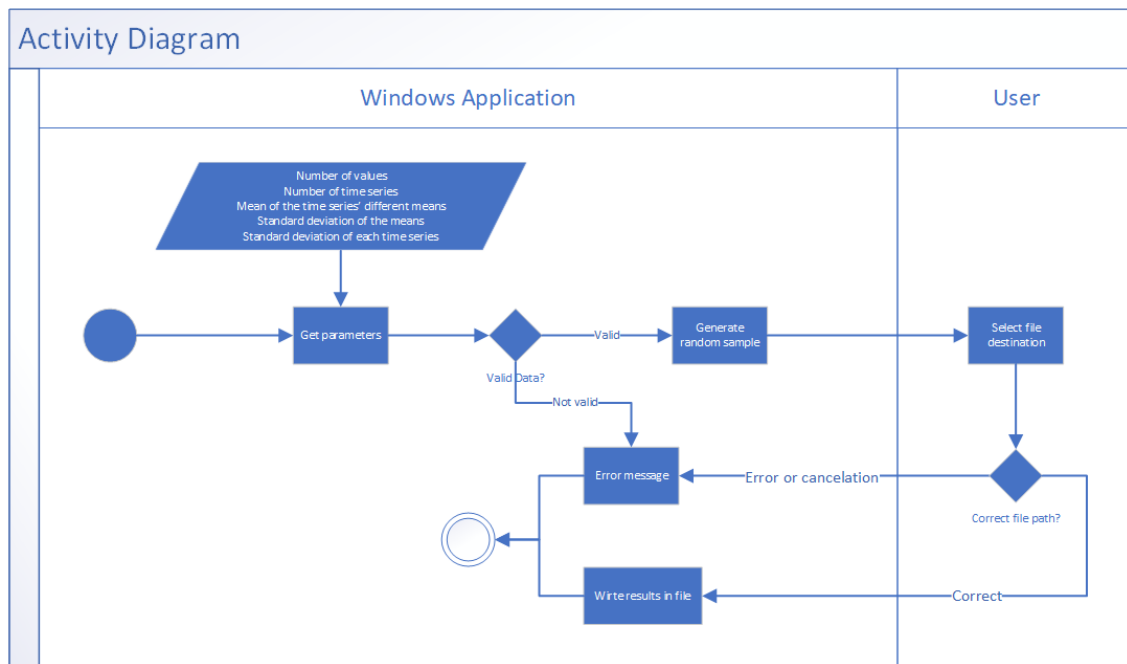 Activity Diagram
Windows Application
User
Number of values
Number of time series
Mean of the time series’ different means
Standard deviation of the means
Standard deviation of each time series
Get parameters
Valid
Generate
random sample
Select file
destination
Valid Data?
Not valid
Error message
Error or cancelation
Correct file path?
Wirte results in file
Correct